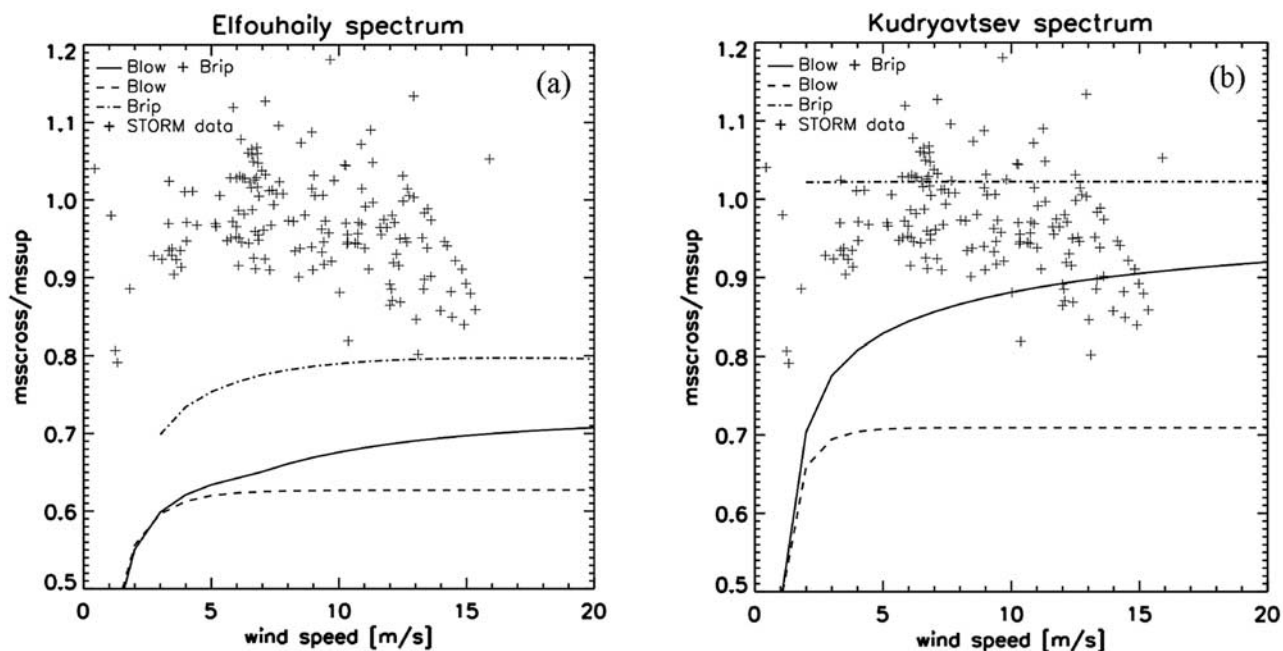 Elfouhaily spectrum
1.2
1.1
1.0
0.9
0.8
0.7
0.6
0.5
msscross/mssup
Blow + Brip
Blow
Brip
+ STORM data
(a)
0 5 10 15 20
wind speed [m/s]
Kudryavtsev spectrum
1.2
1.1
1.0
0.9
0.8
0.7
0.6
0.5
msscross/mssup
Blow + Brip
Blow
Brip
+ STORM data
(b)
0 5 10 15 20
wind speed [m/s]